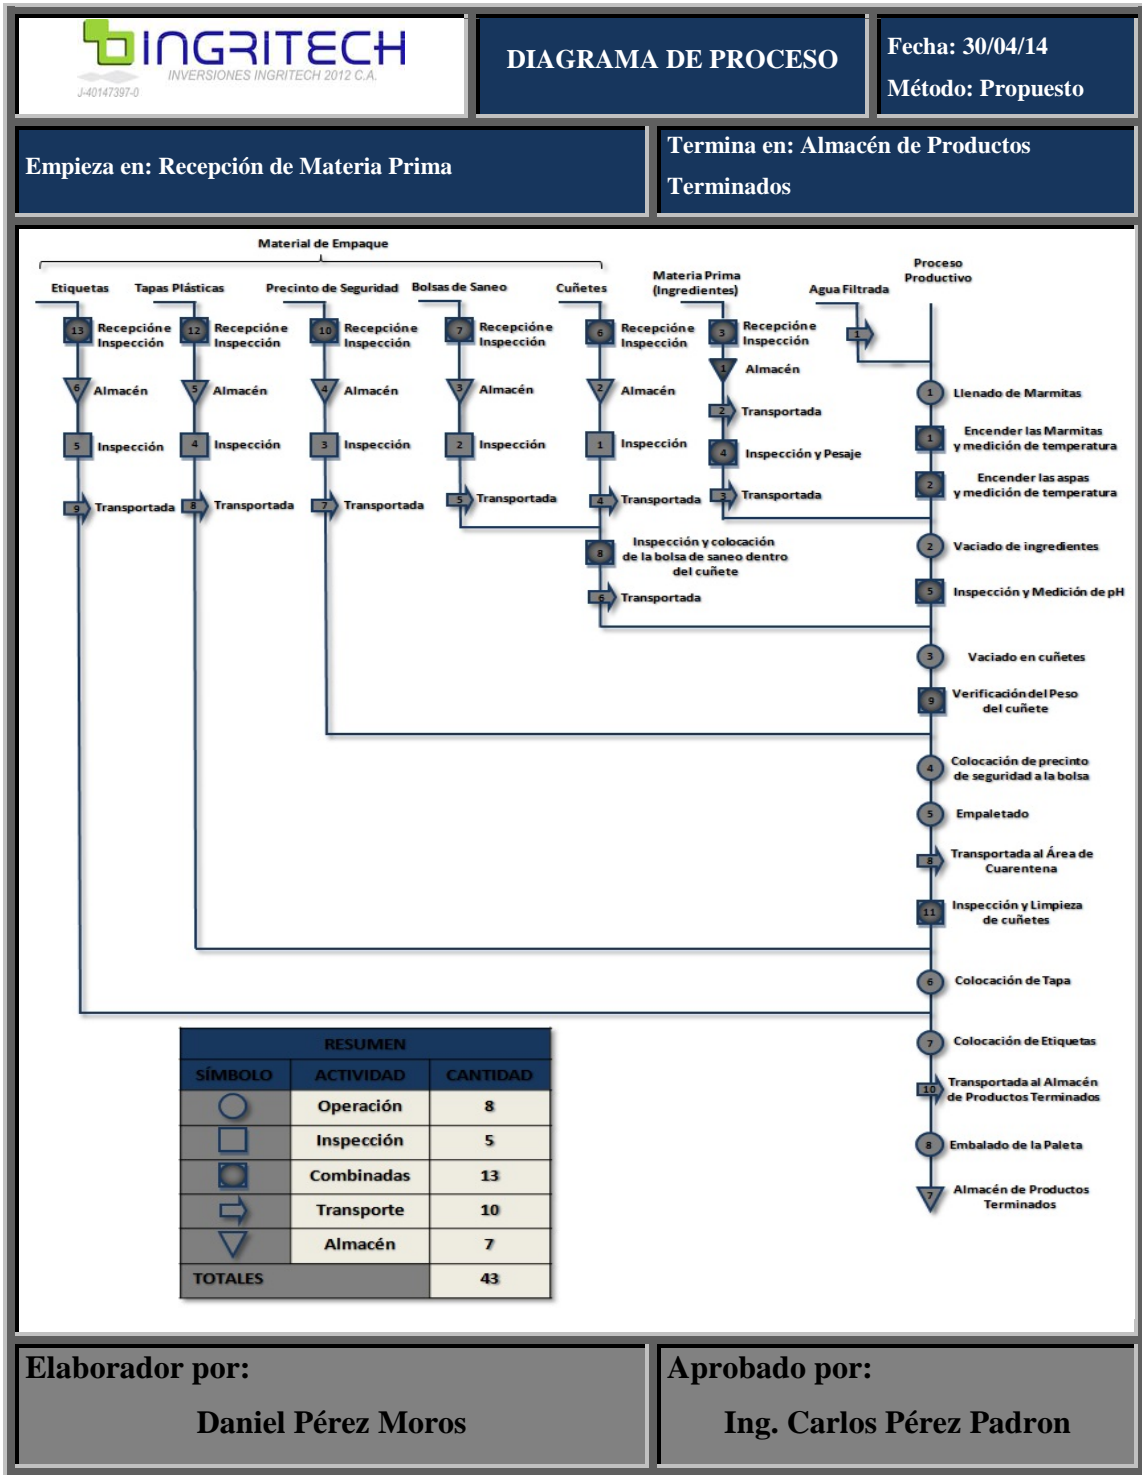 INGRITECH
INVERSIONES INGRITECH 2012 C.A.
J-40147397-0
DIAGRAMA DE PROCESO
Fecha: 30/04/14
Método: Propuesto
Empieza en: Recepción de Materia Prima
Termina en: Almacén de Productos
Terminados
Material de Empaque
Etiquetas
Tapas Plásticas
Precinto de Seguridad
Bolsas de Saneo
Cuñetes
Materia Prima
(Ingredientes)
Agua Filtrada
Proceso
Productivo
13 Recepción e
Inspección
6 Almacén
5 Inspección
9 Transportada
12 Recepción e
Inspección
5 Almacén
4 Inspección
8 Transportada
10 Recepción e
Inspección
4 Almacén
3 Inspección
7 Transportada
7 Recepción e
Inspección
3 Almacén
2 Inspección
5 Transportada
6 Recepción e
Inspección
2 Almacén
1 Inspección
4 Transportada
8 Inspección y colocación
de la bolsa de saneo dentro
del cuñete
6 Transportada
3 Recepción e
Inspección
1 Almacén
2 Transportada
4 Inspección y Pesaje
3 Transportada
1
1 Llenado de Marmitas
1 Encender las Marmitas
y medición de temperatura
2 Encender las aspas
y medición de temperatura
2 Vaciado de ingredientes
5 Inspección y Medición de pH
3 Vaciado en cuñetes
9 Verificación del Peso
del cuñete
4 Colocación de precinto
de seguridad a la bolsa
5 Empaletado
8 Transportada al Área de
Cuarentena
11 Inspección y Limpieza
de cuñetes
6 Colocación de Tapa
7 Colocación de Etiquetas
10 Transportada al Almacén
de Productos Terminados
8 Embalado de la Paleta
7 Almacén de Productos
Terminados
RESUMEN
SÍMBOLO ACTIVIDAD CANTIDAD
Operación 8
Inspección 5
Combinadas 13
Transporte 10
Almacén 7
TOTALES 43
Elaborador por:
Daniel Pérez Moros
Aprobado por:
Ing. Carlos Pérez Padron